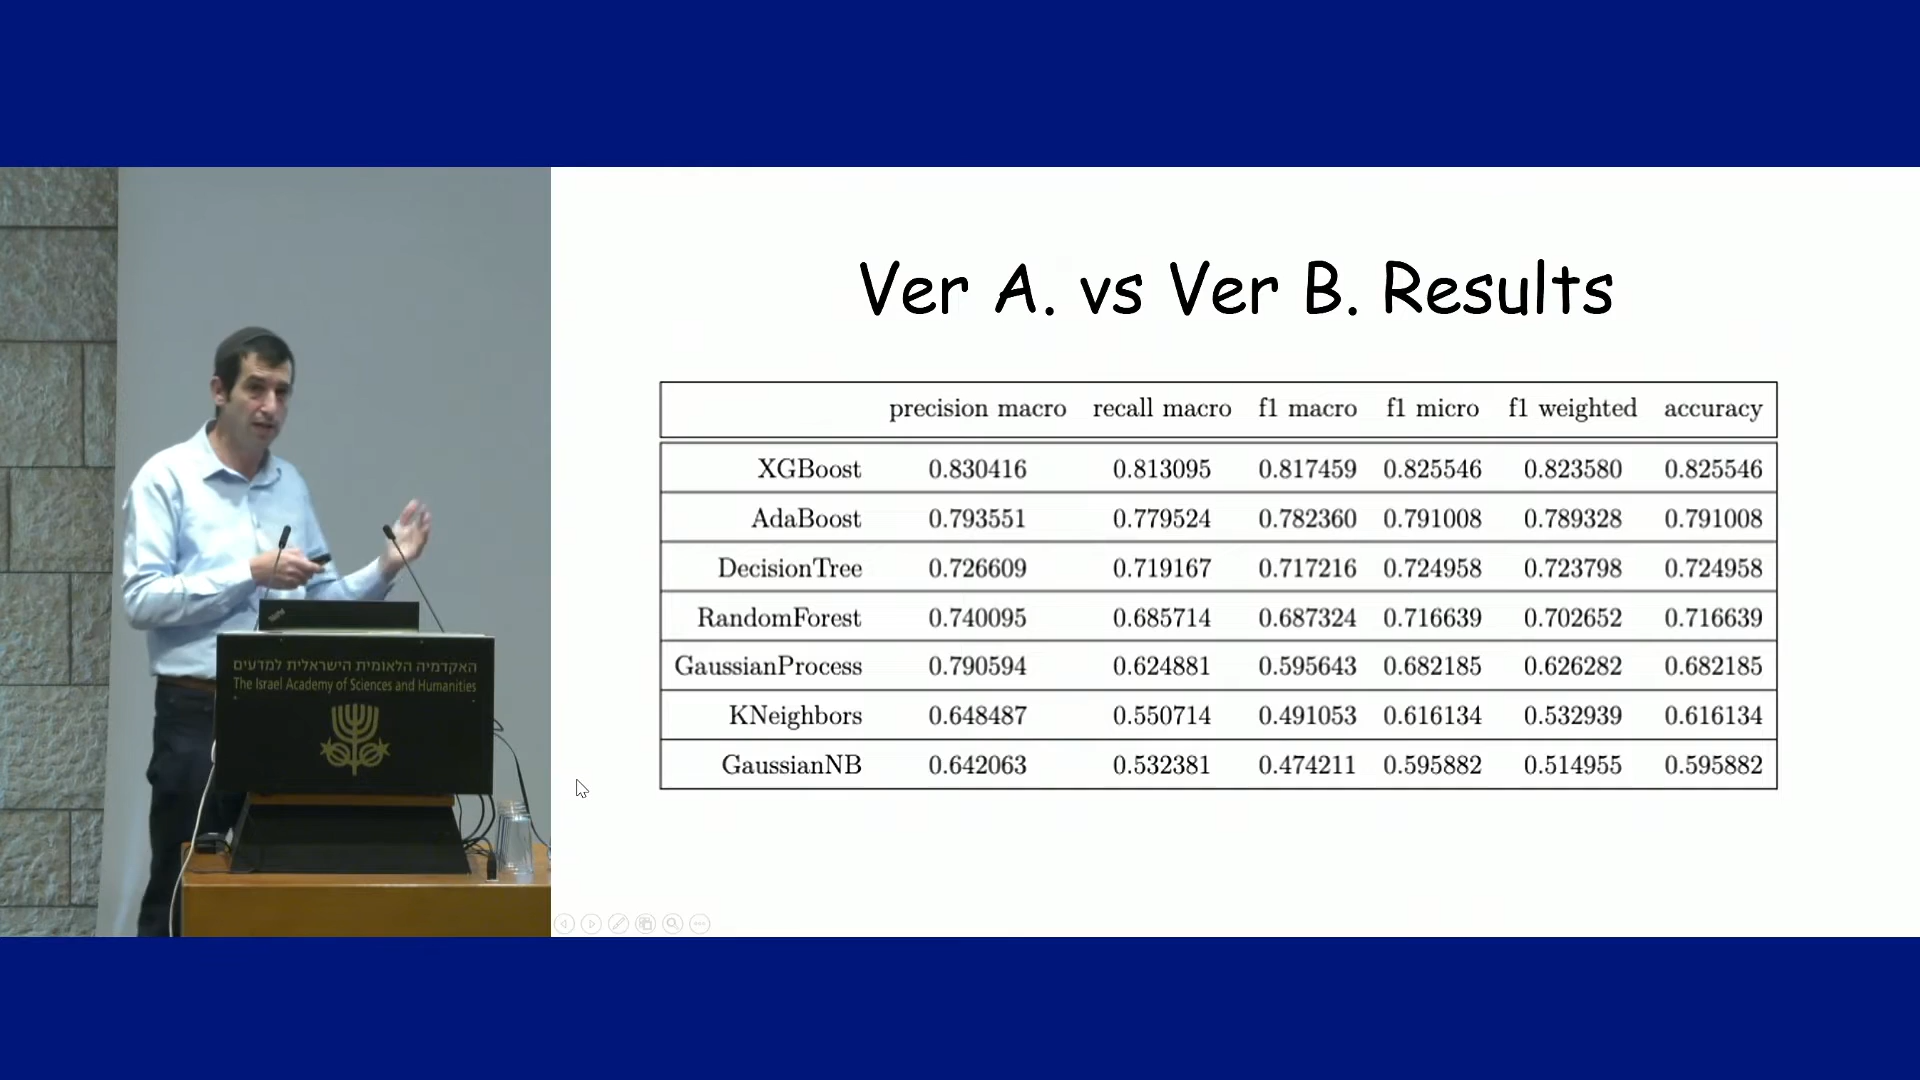 Ver A. vs Ver B. Results
precision macro recall macro f1 macro f1 micro f1 weighted accuracy
XGBoost 0.830416 0.813095 0.817459 0.825546 0.823580 0.825546
AdaBoost 0.793551 0.779524 0.782360 0.791008 0.789328 0.791008
DecisionTree 0.726609 0.719167 0.717216 0.724958 0.723798 0.724958
RandomForest 0.740095 0.685714 0.687324 0.716639 0.702652 0.716639
GaussianProcess 0.790594 0.624881 0.595643 0.682185 0.626282 0.682185
KNeighbors 0.648487 0.550714 0.491053 0.616134 0.532939 0.616134
GaussianNB 0.642063 0.532381 0.474211 0.595882 0.514955 0.595882
האקדמיה הלאומית הישראלית למדעים
The Israel Academy of Sciences and Humanities